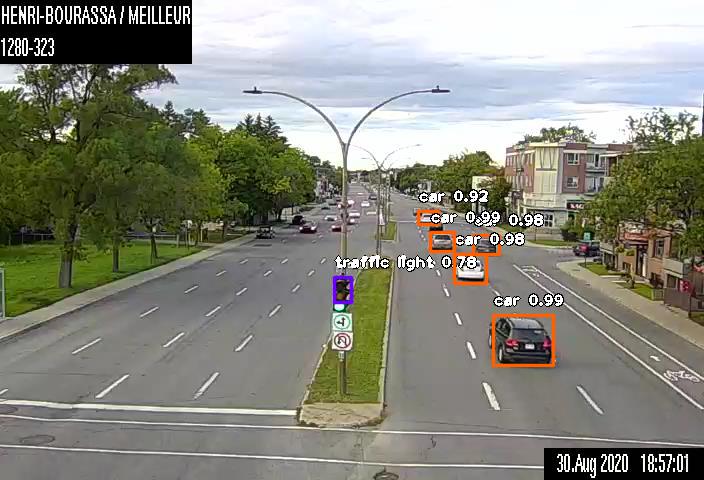 HENRI-BOURASSA / MEILLEUR
1280-323
car 0.92
car 0.99
0.98
car 0.98
traffic light 0.78
car 0.99
30.Aug 2020 18:57:01